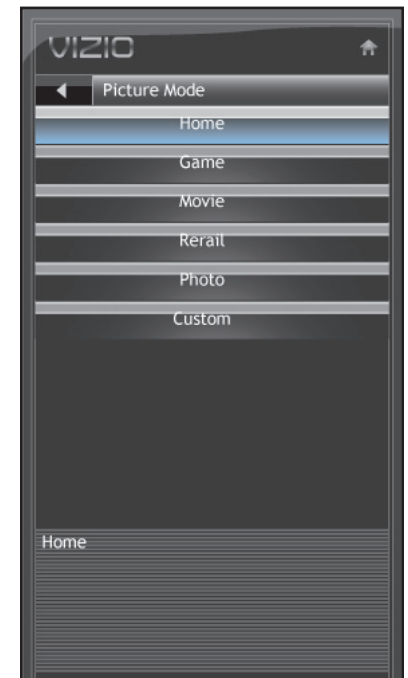 VIZIO
Picture Mode
Home
Game
Movie
Rerail
Photo
Custom
Home